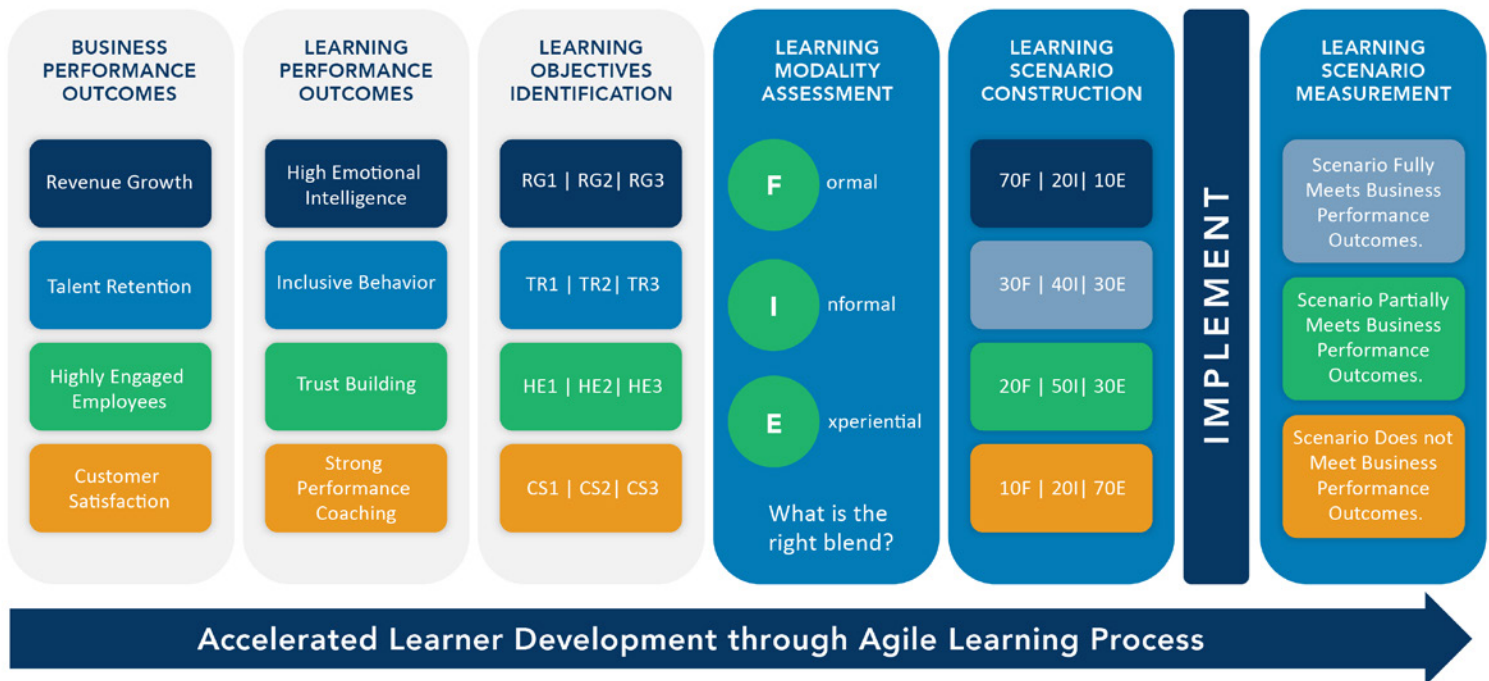 BUSINESS
PERFORMANCE
OUTCOMES
Revenue Growth
Talent Retention
Highly Engaged
Employees
Customer
Satisfaction
LEARNING
PERFORMANCE
OUTCOMES
High Emotional
Intelligence
Inclusive Behavior
Trust Building
Strong
Performance
Coaching
LEARNING
OBJECTIVES
IDENTIFICATION
RG1 | RG2| RG3
TR1 | TR2| TR3
HE1 | HE2| HE3
CS1 | CS2| CS3
LEARNING
MODALITY
ASSESSMENT
F ormal
I nformal
E xperiential
What is the
right blend?
LEARNING
SCENARIO
CONSTRUCTION
70F | 20I| 10E
30F | 40I| 30E
20F | 50I| 30E
10F | 20I| 70E
IMPLEMENT
LEARNING
SCENARIO
MEASUREMENT
Scenario Fully
Meets Business
Performance
Outcomes.
Scenario Partially
Meets Business
Performance
Outcomes.
Scenario Does not
Meet Business
Performance
Outcomes.
Accelerated Learner Development through Agile Learning Process